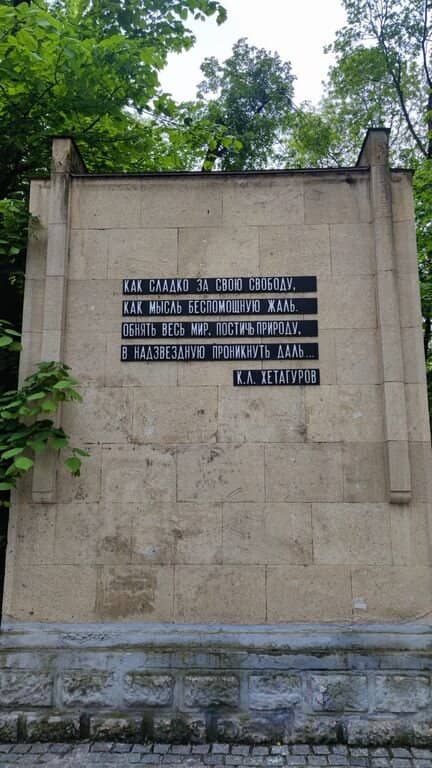 КАК СЛАДКО ЗА СВОЮ СВОБОДУ,
КАК МЫСЛЬ БЕСПОМОЩНУЮ ЖАЛЬ.
ОБНЯТЬ ВЕСЬ МИР, ПОСТИЧЬ ПРИРОДУ,
В НАДЗВЕЗДНУЮ ПРОНИКНУТЬ ДАЛЬ...
К.Л. ХЕТАГУРОВ